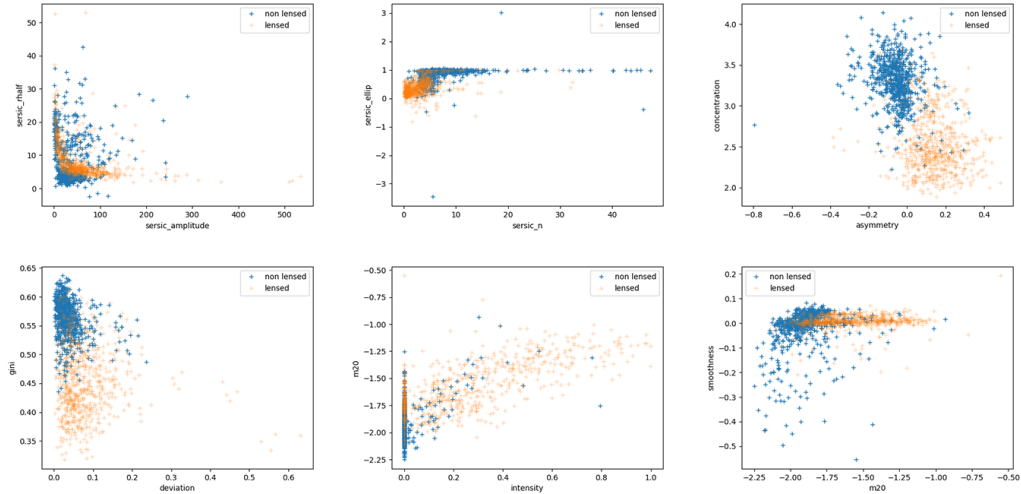 non lensed
lensed
50
40
30
20
10
0
sersic_rhalf
0 100 200 300 400 500
sersic_amplitude
non lensed
lensed
3
2
1
0
−1
−2
−3
sersic_ellip
0 10 20 30 40
sersic_n
non lensed
lensed
4.0
3.5
3.0
2.5
2.0
concentration
−0.8 −0.6 −0.4 −0.2 0.0 0.2 0.4
asymmetry
non lensed
lensed
0.65
0.60
0.55
0.50
0.45
0.40
0.35
gini
0.0 0.1 0.2 0.3 0.4 0.5 0.6
deviation
non lensed
lensed
−0.50
−0.75
−1.00
−1.25
−1.50
−1.75
−2.00
−2.25
m20
0.0 0.2 0.4 0.6 0.8 1.0
intensity
non lensed
lensed
0.2
0.1
0.0
−0.1
−0.2
−0.3
−0.4
−0.5
smoothness
−2.25 −2.00 −1.75 −1.50 −1.25 −1.00 −0.75 −0.50
m20